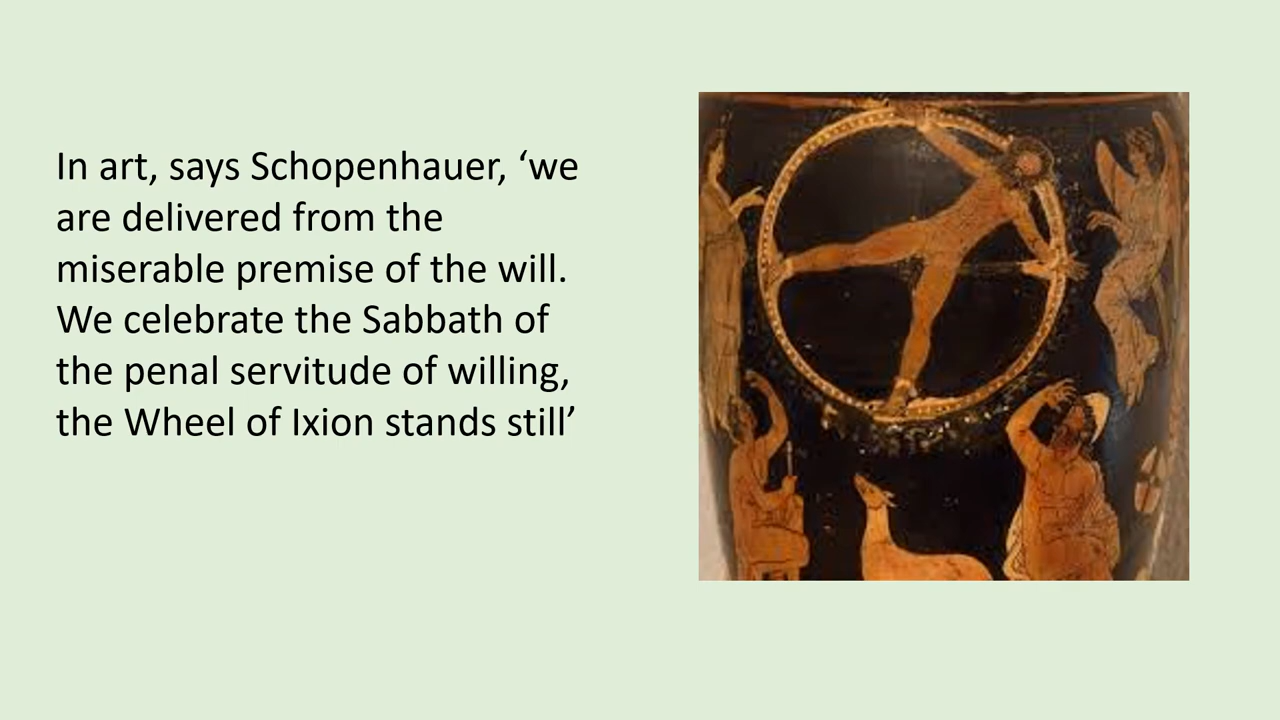 In art, says Schopenhauer, ‘we
are delivered from the
miserable premise of the will.
We celebrate the Sabbath of
the penal servitude of willing,
the Wheel of Ixion stands still’